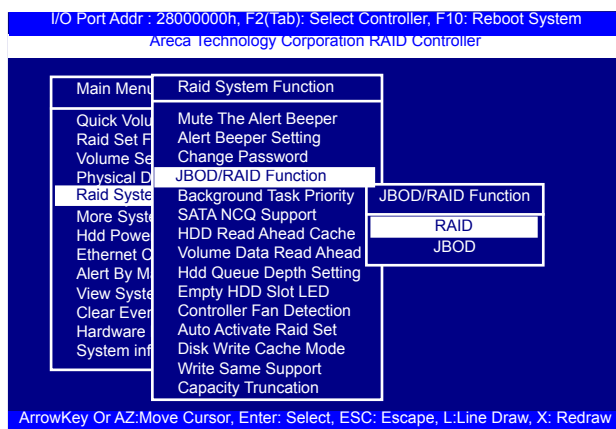 I/O Port Addr : 28000000h, F2(Tab): Select Controller, F10: Reboot System
Areca Technology Corporation RAID Controller
Main Menu
Quick Volu
Raid Set F
Volume Se
Physical D
Raid Syste
More Syste
Hdd Powe
Ethernet C
Alert By Ma
View Syste
Clear Even
Hardware
System inf
Raid System Function
Mute The Alert Beeper
Alert Beeper Setting
Change Password
JBOD/RAID Function
Background Task Priority
SATA NCQ Support
HDD Read Ahead Cache
Volume Data Read Ahead
Hdd Queue Depth Setting
Empty HDD Slot LED
Controller Fan Detection
Auto Activate Raid Set
Disk Write Cache Mode
Write Same Support
Capacity Truncation
JBOD/RAID Function
RAID
JBOD
ArrowKey Or AZ:Move Cursor, Enter: Select, ESC: Escape, L:Line Draw, X: Redraw